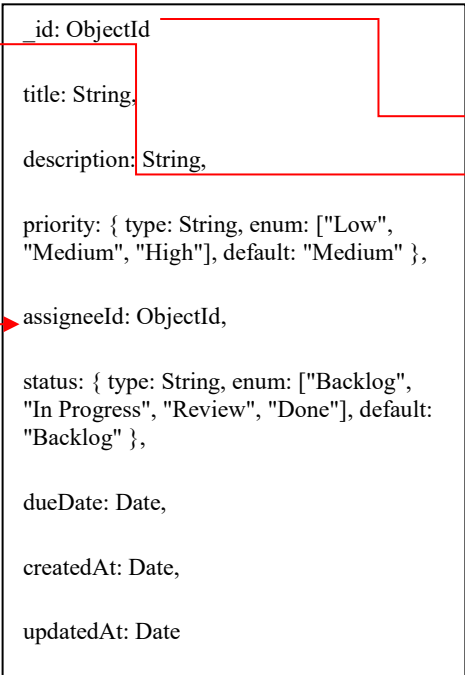 _id: ObjectId
title: String,
description: String,
priority: { type: String, enum: ["Low",
"Medium", "High"], default: "Medium" },
assigneeId: ObjectId,
status: { type: String, enum: ["Backlog",
"In Progress", "Review", "Done"], default:
"Backlog" },
dueDate: Date,
createdAt: Date,
updatedAt: Date